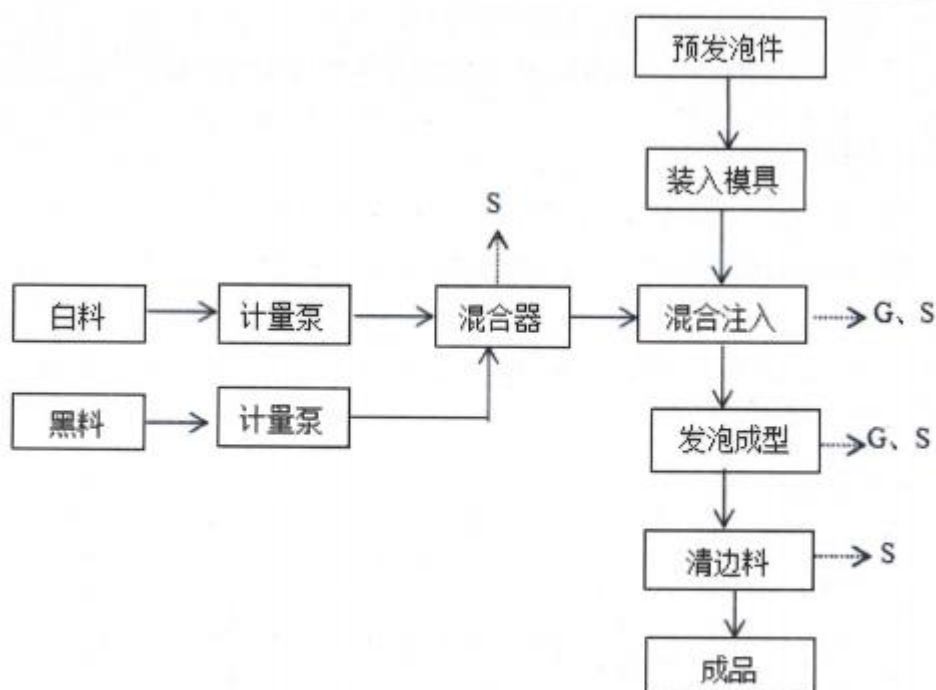 预发泡件
装入模具
S
白料
计量泵
混合器
混合注入
G、S
黑料
计量泵
发泡成型
G、S
清边料
S
成品